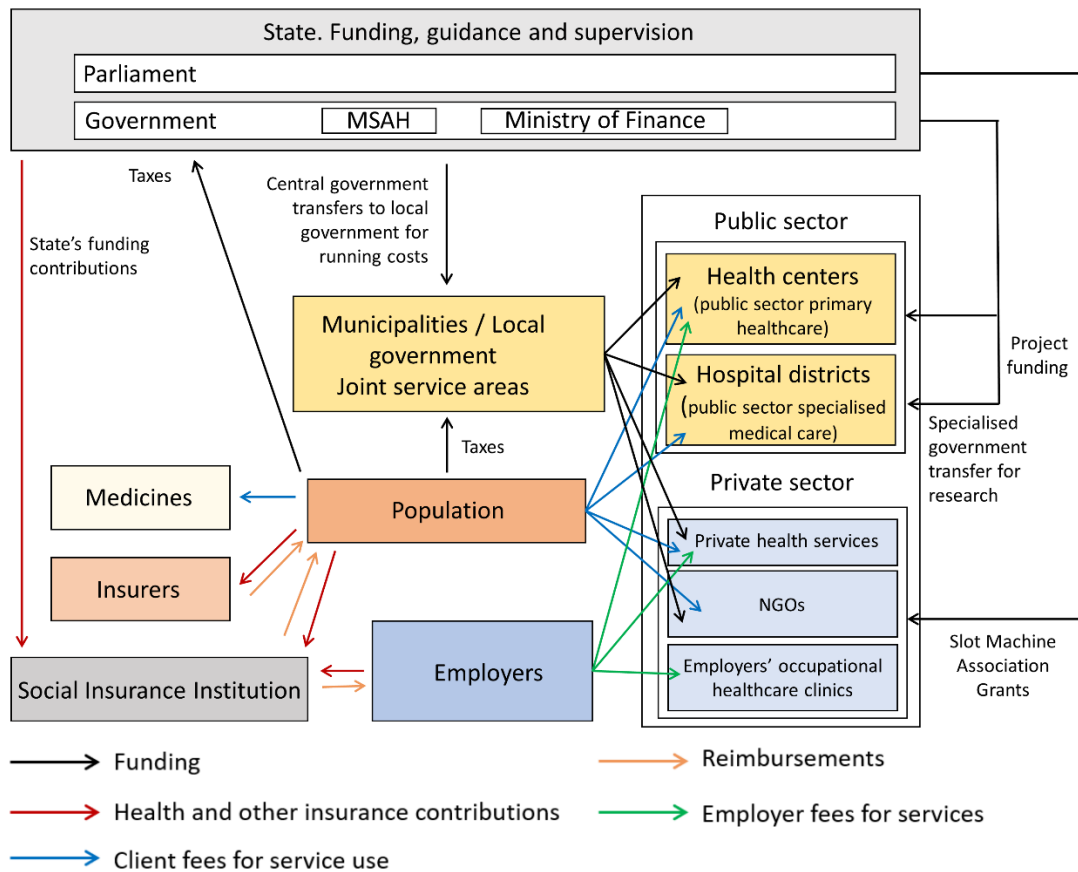 State. Funding, guidance and supervision
Parliament
Government
MSAH
Ministry of Finance
Taxes
Central government
transfers to local
government for
running costs
State's funding
contributions
Public sector
Health centers
(public sector primary
healthcare)
Municipalities / Local
government
Joint service areas
Hospital districts
(public sector specialised
medical care)
Project
funding
Specialised
government
transfer for
research
Taxes
Private sector
Medicines
Population
Private health services
Insurers
NGOs
Social Insurance Institution
Employers
Employers' occupational
healthcare clinics
Slot Machine
Association
Grants
Funding
Reimbursements
Health and other insurance contributions
Employer fees for services
Client fees for service use